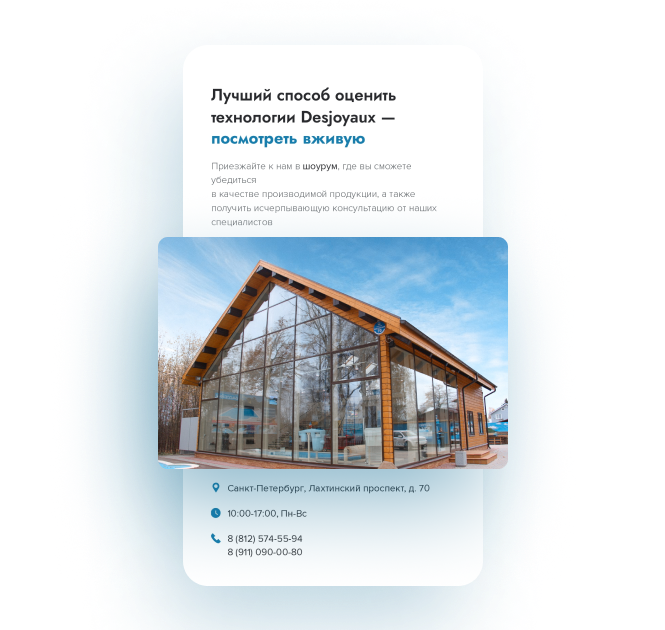 Лучший способ оценить
технологии Desjoyaux —
посмотреть вживую
Приезжайте к нам в шоурум, где вы сможете
убедиться
в качестве производимой продукции, а также
получить исчерпывающую консультацию от наших
специалистов
Санкт-Петербург, Лахтинский проспект, д. 70
10:00-17:00, Пн-Вс
8 (812) 574-55-94
8 (911) 090-00-80